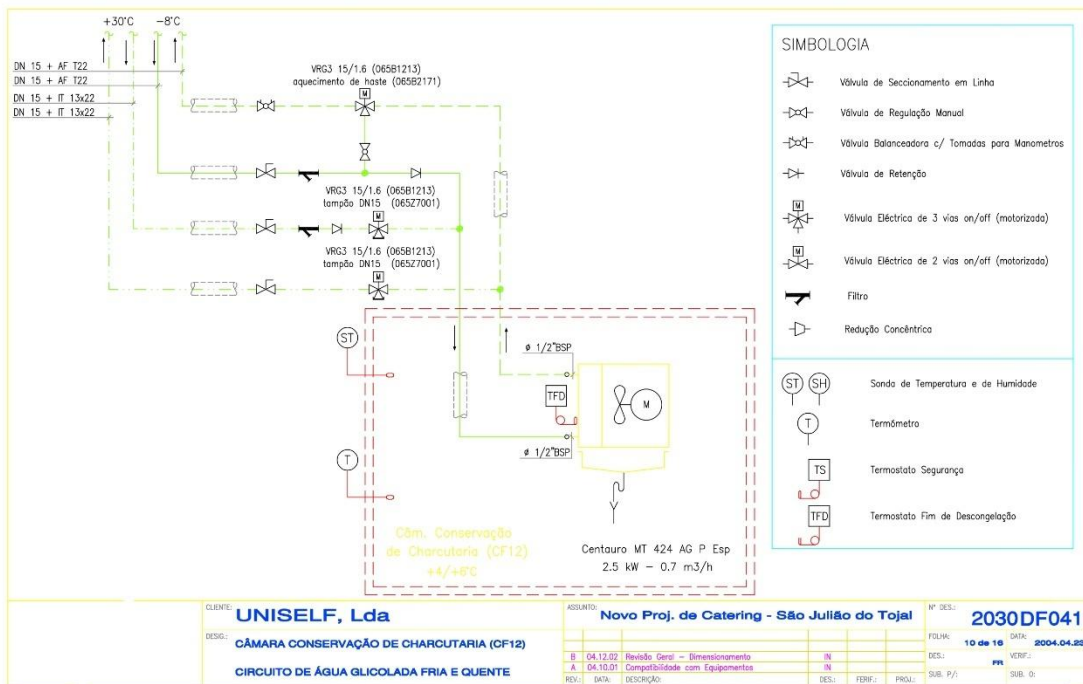 +30°C -8°C
DN 15 + AF T22
DN 15 + AF T22
DN 15 + IT 13x22
DN 15 + IT 13x22
VRG3 15/1.6 (065B1213)
aquecimento de haste (065B2171)
M
VRG3 15/1.6 (065B1213)
tampão DN15 (065Z7001)
M
VRG3 15/1.6 (065B1213)
tampão DN15 (065Z7001)
M
ST
T
ø 1/2"BSP
TFD
M
ø 1/2"BSP
Câm. Conservação
de Charcutaria (CF12)
+4/+6°C
Centauro MT 424 AG P Esp
2.5 kW - 0.7 m3/h
SIMBOLOGIA
Válvula de Seccionamento em Linha
Válvula de Regulação Manual
Válvula Balanceadora c/ Tomadas para Manometros
Válvula de Retenção
M
Válvula Eléctrica de 3 vias on/off (motorizada)
M
Válvula Eléctrica de 2 vias on/off (motorizada)
Filtro
Redução Concêntrica
ST SH Sonda de Temperatura e de Humidade
T Termómetro
TS Termostato Segurança
TFD Termostato Fim de Descongelação
CLIENTE: UNISELF, Lda
DESIG.: CÂMARA CONSERVAÇÃO DE CHARCUTARIA (CF12)
CIRCUITO DE ÁGUA GLICOLADA FRIA E QUENTE
ASSUNTO: Novo Proj. de Catering - São Julião do Tojal
B 04.12.02 Revisão Geral - Dimensionamento IN
A 04.10.01 Compatibilidade com Equipamentos IN
REV.: DATA: DESCRIÇÃO: DES.: FERIF.: PROJ.:
Nº DES.: 2030DF041
FOLHA: 10 de 16 DATA: 2004.04.23
DES.: FR VERIF.:
SUB. P/: SUB. O: